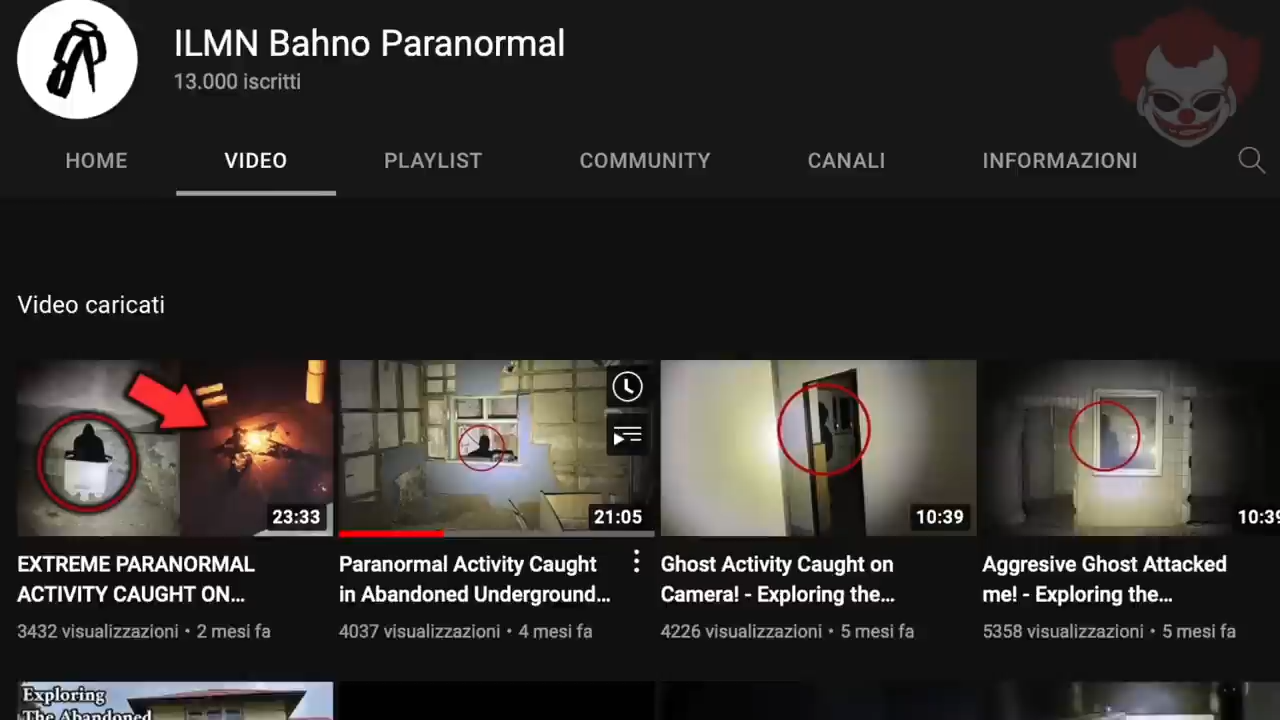 ILMN Bahno Paranormal
13.000 iscritti
HOME VIDEO PLAYLIST COMMUNITY CANALI INFORMAZIONI
Video caricati
23:33 21:05 10:39 10:39
EXTREME PARANORMAL
ACTIVITY CAUGHT ON...
3432 visualizzazioni • 2 mesi fa
Paranormal Activity Caught
in Abandoned Underground...
4037 visualizzazioni • 4 mesi fa
Ghost Activity Caught on
Camera! - Exploring the...
4226 visualizzazioni • 5 mesi fa
Aggresive Ghost Attacked
me! - Exploring the...
5358 visualizzazioni • 5 mesi fa
Exploring
The Abandoned